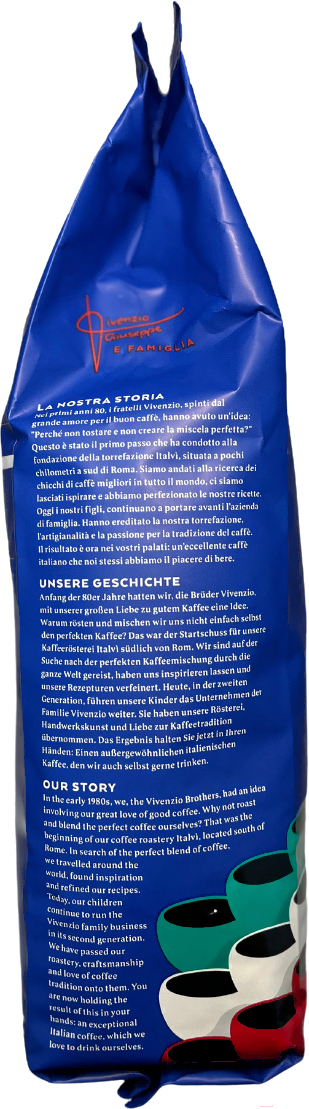 Vivenzio
Giuseppe
E FAMIGLIA
LA NOSTRA STORIA
Nei primi anni 80, i fratelli Vivenzio, spinti dal
grande amore per il buon caffè, hanno avuto un'idea:
"Perché non tostare e non creare la miscela perfetta?"
Questo è stato il primo passo che ha condotto alla
fondazione della torrefazione Italvi, situata a pochi
chilometri a sud di Roma. Siamo andati alla ricerca dei
chicchi di caffè migliori in tutto il mondo, ci siamo
lasciati ispirare e abbiamo perfezionato le nostre ricette.
Oggi i nostri figli, continuano a portare avanti l'azienda
di famiglia. Hanno ereditato la nostra torrefazione,
l'artigianalità e la passione per la tradizione del caffè.
Il risultato è ora nei vostri palati: un'eccellente caffè
italiano che noi stessi abbiamo il piacere di bere.
UNSERE GESCHICHTE
Anfang der 80er Jahre hatten wir, die Brüder Vivenzio,
mit unserer großen Liebe zu gutem Kaffee eine Idee.
Warum rösten und mischen wir uns nicht einfach selbst
den perfekten Kaffee? Das war der Startschuss für unsere
Kaffeerösterei Italvi südlich von Rom. Wir sind auf der
Suche nach der perfekten Kaffeemischung durch die
ganze Welt gereist, haben uns inspirieren lassen und
unsere Rezepturen verfeinert. Heute, in der zweiten
Generation, führen unsere Kinder das Unternehmen der
Familie Vivenzio weiter. Sie haben unsere Rösterei,
Handwerkskunst und Liebe zur Kaffeetradition
übernommen. Das Ergebnis halten Sie jetzt in Ihren
Händen: Einen außergewöhnlichen italienischen
Kaffee, den wir auch selbst gerne trinken.
OUR STORY
In the early 1980s, we, the Vivenzio Brothers, had an idea
involving our great love of good coffee. Why not roast
and blend the perfect coffee ourselves? That was the
beginning of our coffee roastery Italvi, located south of
Rome. In search of the perfect blend of coffee,
we travelled around the
world, found inspiration
and refined our recipes.
Today, our children
continue to run the
Vivenzio family business
in its second generation.
We have passed our
roastery, craftsmanship
and love of coffee
tradition onto them. You
are now holding the
result of this in your
hands: an exceptional
Italian coffee, which we
love to drink ourselves.